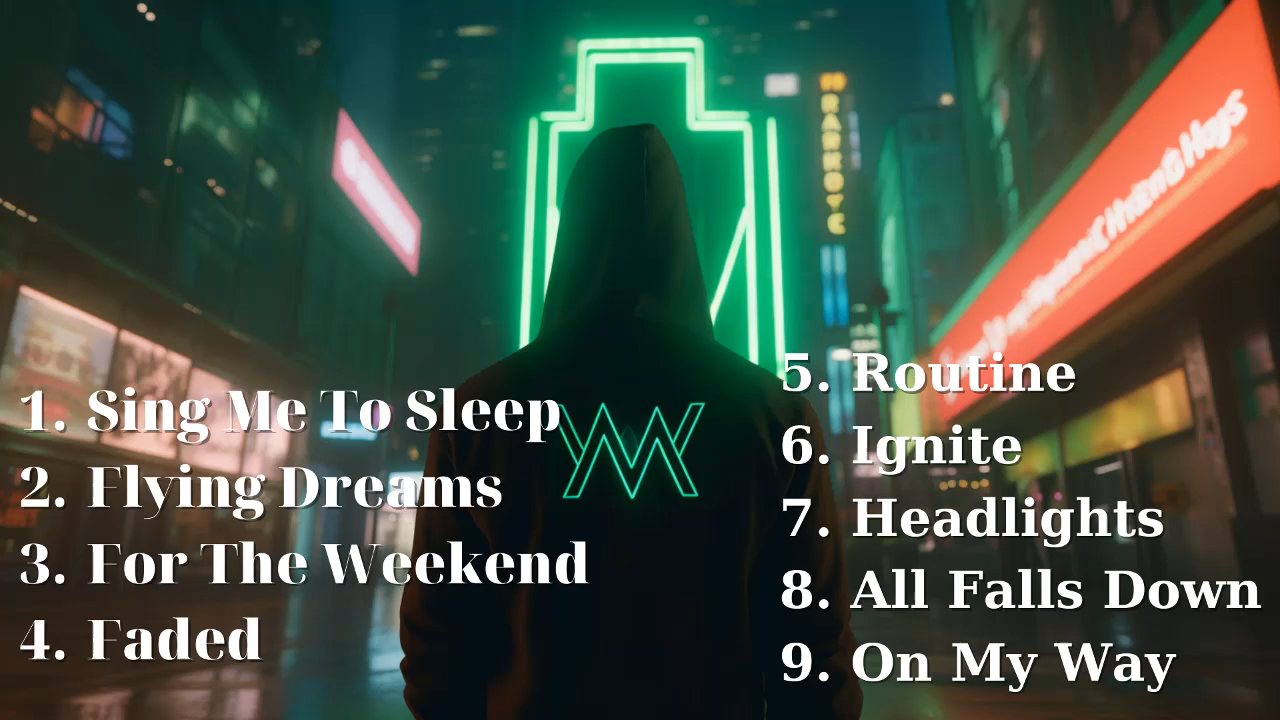 1. Sing Me To Sleep
2. Flying Dreams
3. For The Weekend
4. Faded
5. Routine
6. Ignite
7. Headlights
8. All Falls Down
9. On My Way